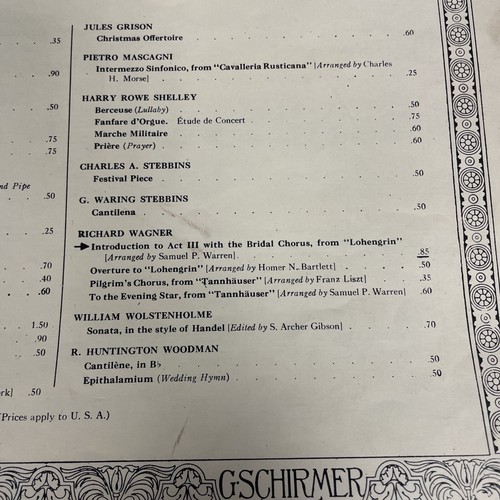 .35
.90
.50
.75
.75
nd Pipe
.50
.25
.70
.40
.60
1.50
.90
.50
erk] .50
JULES GRISON
Christmas Offertoire . . . . . . . .60
PIETRO MASCAGNI
Intermezzo Sinfonico, from "Cavalleria Rusticana" [Arranged by Charles
H. Morse] . . . . . . . .25
HARRY ROWE SHELLEY
Berceuse (Lullaby) . . . . . . . .50
Fanfare d'Orgue. Étude de Concert . . . . . .75
Marche Militaire . . . . . . . .60
Prière (Prayer) . . . . . . . .60
CHARLES A. STEBBINS
Festival Piece . . . . . . . .50
G. WARING STEBBINS
Cantilena . . . . . . . .50
RICHARD WAGNER
Introduction to Act III with the Bridal Chorus, from "Lohengrin"
[Arranged by Samuel P. Warren] . . . . . .85
Overture to "Lohengrin" [Arranged by Homer N. Bartlett] . . .50
Pilgrim's Chorus, from "Tannhäuser" [Arranged by Franz Liszt] . .35
To the Evening Star, from "Tannhäuser" [Arranged by Samuel P. Warren] .60
WILLIAM WOLSTENHOLME
Sonata, in the style of Handel [Edited by S. Archer Gibson] . . .70
R. HUNTINGTON WOODMAN
Cantilène, in B♭ . . . . . . . .50
Epithalamium (Wedding Hymn) . . . . . . .50
(Prices apply to U. S. A.)
G. SCHIRMER